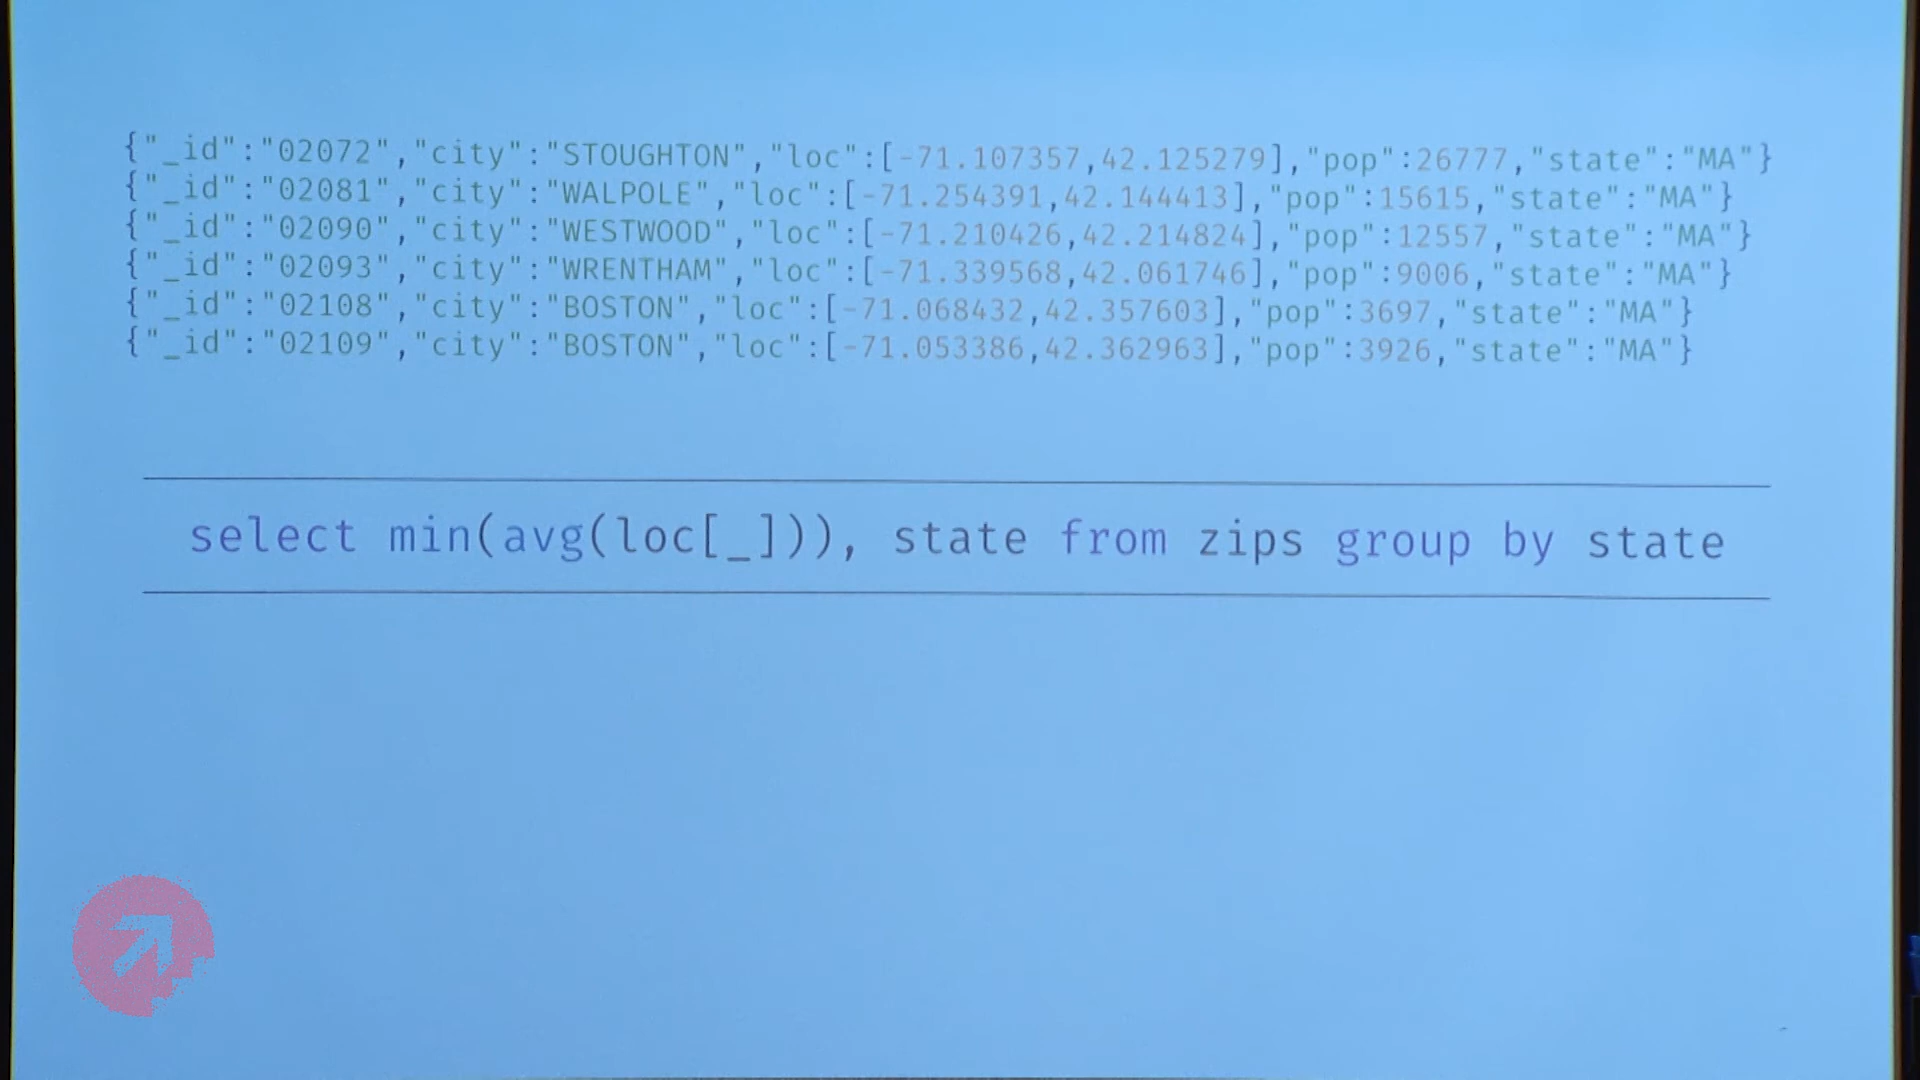 {"_id":"02072","city":"STOUGHTON","loc":[-71.107357,42.125279],"pop":26777,"state":"MA"}
{"_id":"02081","city":"WALPOLE","loc":[-71.254391,42.144413],"pop":15615,"state":"MA"}
{"_id":"02090","city":"WESTWOOD","loc":[-71.210426,42.214824],"pop":12557,"state":"MA"}
{"_id":"02093","city":"WRENTHAM","loc":[-71.339568,42.061746],"pop":9006,"state":"MA"}
{"_id":"02108","city":"BOSTON","loc":[-71.068432,42.357603],"pop":3697,"state":"MA"}
{"_id":"02109","city":"BOSTON","loc":[-71.053386,42.362963],"pop":3926,"state":"MA"}
select min(avg(loc[_])), state from zips group by state